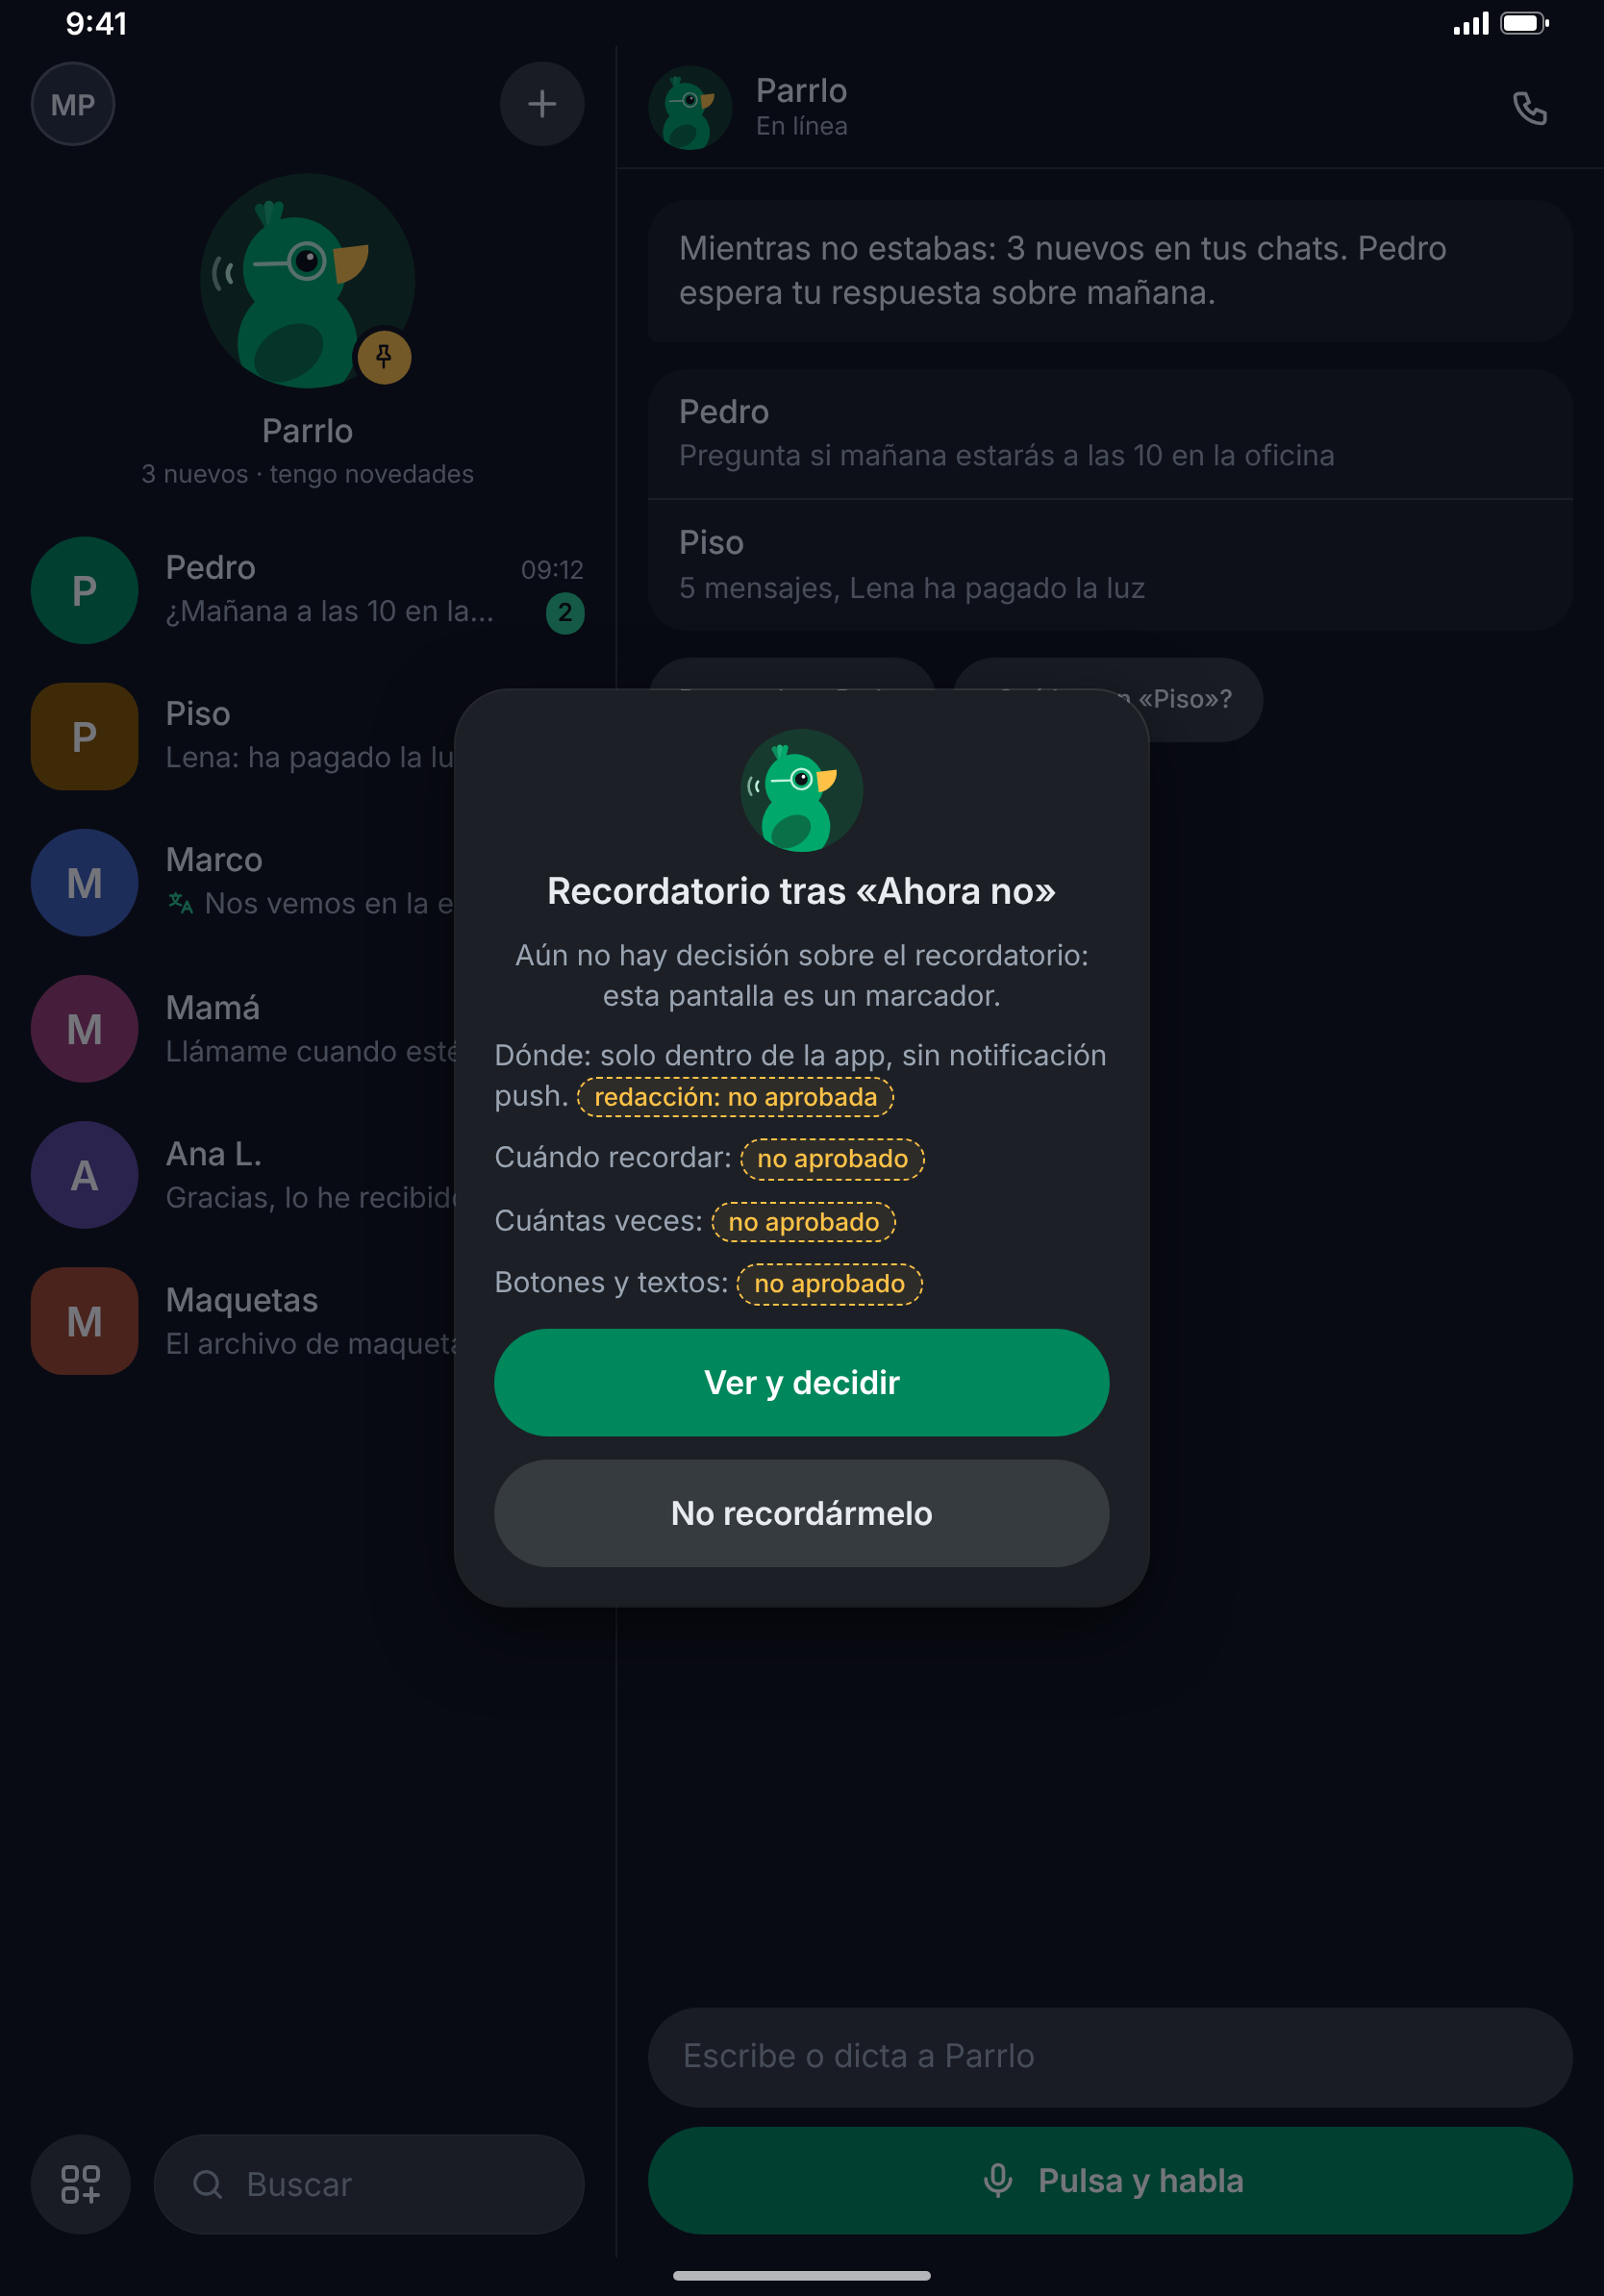 9:41
MP
Parrlo
3 nuevos · tengo novedades
P
Pedro
09:12
¿Mañana a las 10 en la...
2
P
Piso
Lena: ha pagado la lu
M
Marco
Nos vemos en la e
M
Mamá
Llámame cuando esté
A
Ana L.
Gracias, lo he recibido
M
Maquetas
El archivo de maqueta
Buscar
Parrlo
En línea
Mientras no estabas: 3 nuevos en tus chats. Pedro
espera tu respuesta sobre mañana.
Pedro
Pregunta si mañana estarás a las 10 en la oficina
Piso
5 mensajes, Lena ha pagado la luz
«Piso»?
Recordatorio tras «Ahora no»
Aún no hay decisión sobre el recordatorio:
esta pantalla es un marcador.
Dónde: solo dentro de la app, sin notificación
push. redacción: no aprobada
Cuándo recordar: no aprobado
Cuántas veces: no aprobado
Botones y textos: no aprobado
Ver y decidir
No recordármelo
Escribe o dicta a Parrlo
Pulsa y habla